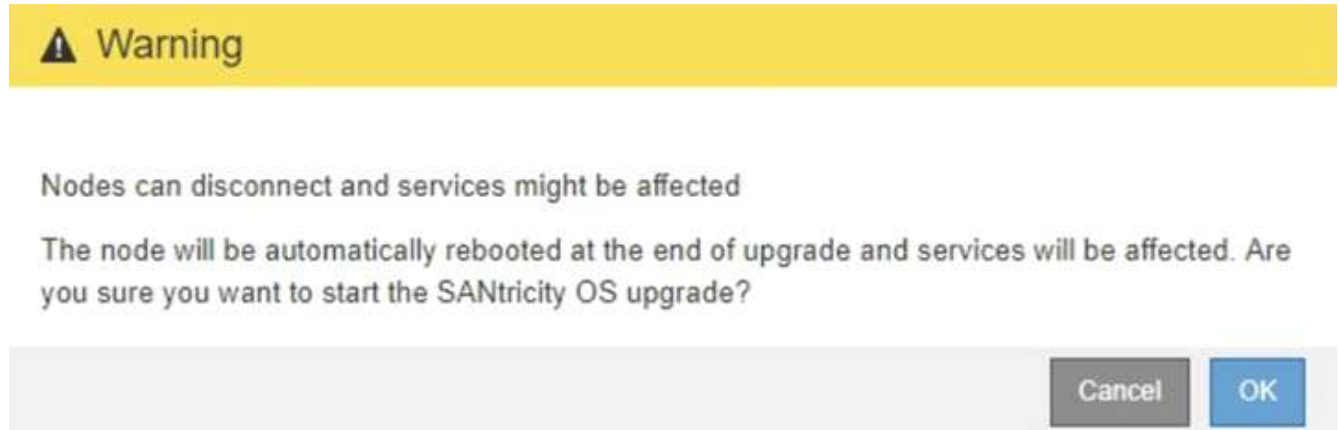 Warning
Nodes can disconnect and services might be affected
The node will be automatically rebooted at the end of upgrade and services will be affected. Are
you sure you want to start the SANtricity OS upgrade?
Cancel OK